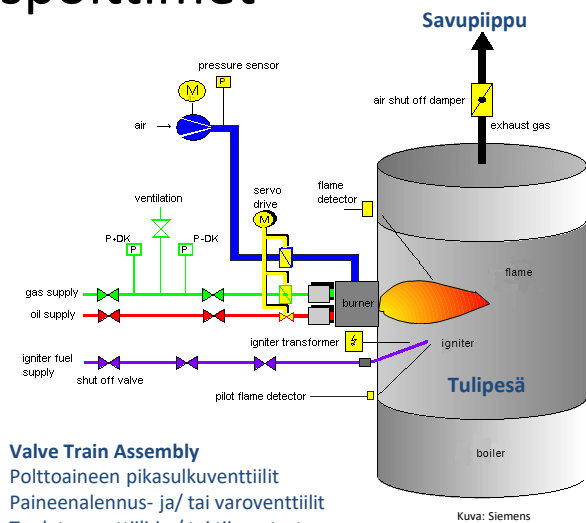 Savupiippu
pressure sensor
M
P
air shut off damper
air
exhaust gas
ventilation
servo
drive
flame
detector
M
P+DK
P-DK
P
P
gas supply
flame
burner
oil supply
igniter transformer
igniter
igniter fuel
supply
shut off valve
Tulipesä
pilot flame detector
Valve Train Assembly
boiler
Polttoaineen pikasulkuventtiilit
Paineenalennus- ja/ tai varoventtiilit
Kuva: Siemens